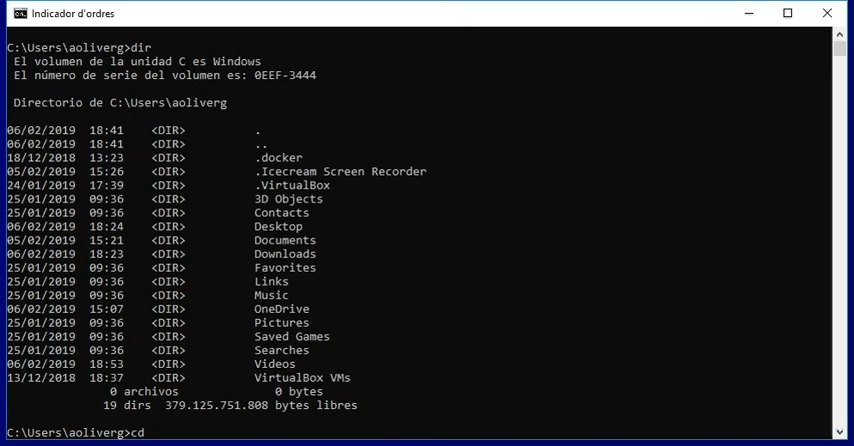 Indicador d'ordres
C:\Users\aoliverg>dir
El volumen de la unidad C es Windows
El número de serie del volumen es: 0EEF-3444
Directorio de C:\Users\aoliverg
06/02/2019 18:41 <DIR> .
06/02/2019 18:41 <DIR> ..
18/12/2018 13:23 <DIR> .docker
05/02/2019 15:26 <DIR> .Icecream Screen Recorder
24/01/2019 17:39 <DIR> .VirtualBox
25/01/2019 09:36 <DIR> 3D Objects
25/01/2019 09:36 <DIR> Contacts
06/02/2019 18:24 <DIR> Desktop
05/02/2019 15:21 <DIR> Documents
06/02/2019 18:23 <DIR> Downloads
25/01/2019 09:36 <DIR> Favorites
25/01/2019 09:36 <DIR> Links
25/01/2019 09:36 <DIR> Music
06/02/2019 15:07 <DIR> OneDrive
25/01/2019 09:36 <DIR> Pictures
25/01/2019 09:36 <DIR> Saved Games
25/01/2019 09:36 <DIR> Searches
06/02/2019 18:53 <DIR> Videos
13/12/2018 18:37 <DIR> VirtualBox VMs
0 archivos 0 bytes
19 dirs 379.125.751.808 bytes libres
C:\Users\aoliverg>cd